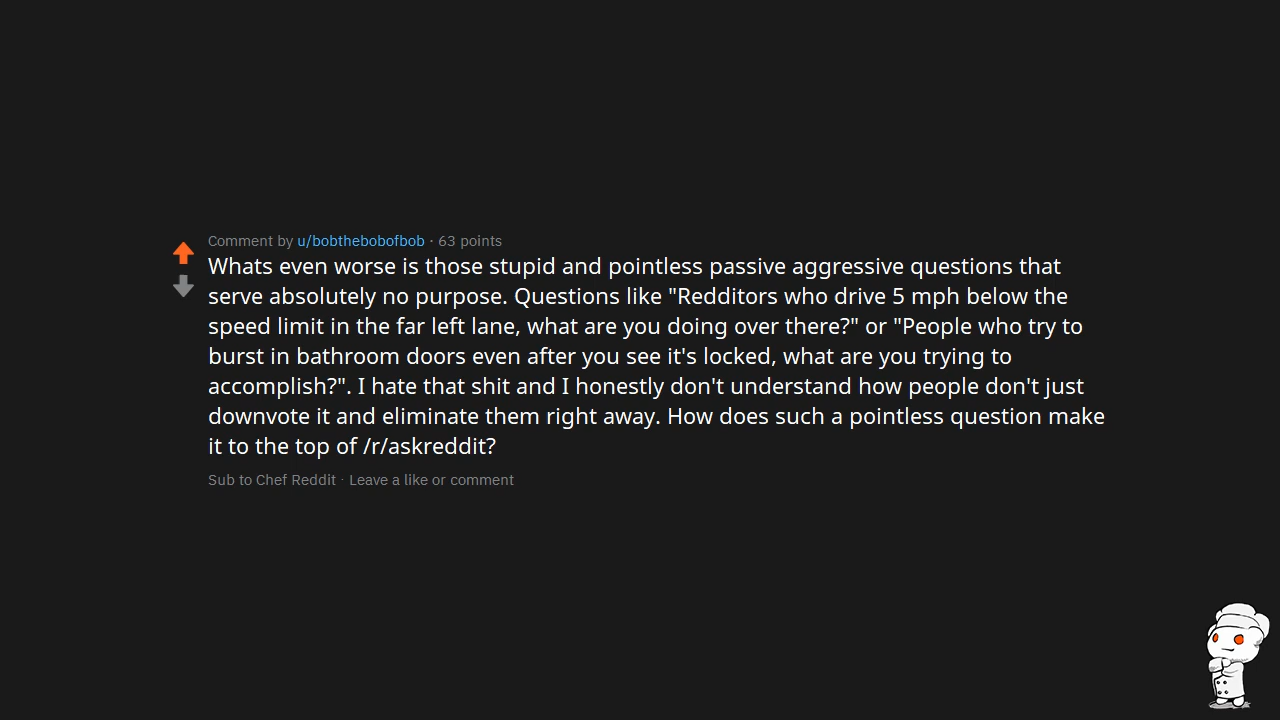 Comment by u/bobthebobofbob · 63 points
Whats even worse is those stupid and pointless passive aggressive questions that
serve absolutely no purpose. Questions like "Redditors who drive 5 mph below the
speed limit in the far left lane, what are you doing over there?" or "People who try to
burst in bathroom doors even after you see it's locked, what are you trying to
accomplish?". I hate that shit and I honestly don't understand how people don't just
downvote it and eliminate them right away. How does such a pointless question make
it to the top of /r/askreddit?
Sub to Chef Reddit · Leave a like or comment